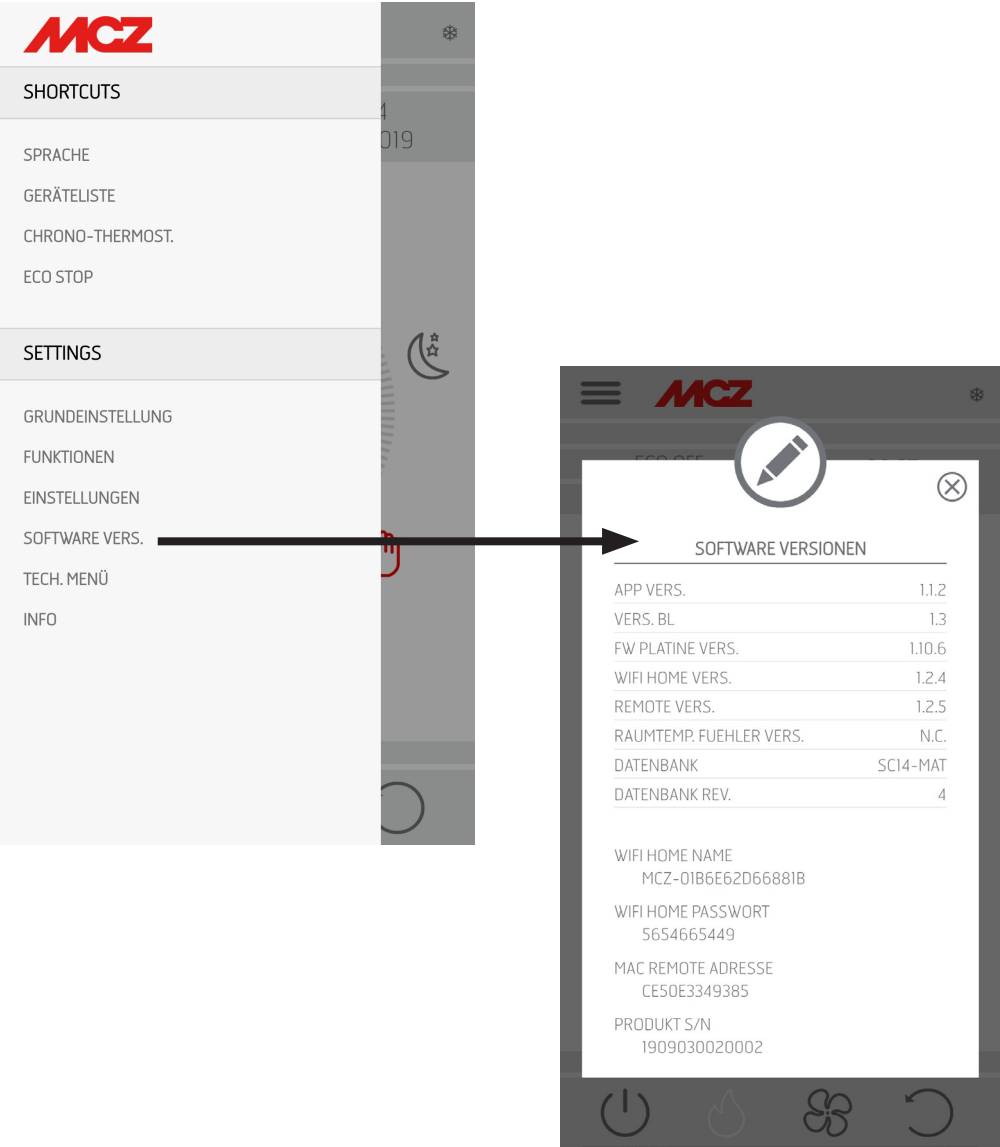 MCZ
SHORTCUTS
SPRACHE
GERÄTELISTE
CHRONO-THERMOST.
ECO STOP
SETTINGS
GRUNDEINSTELLUNG
FUNKTIONEN
EINSTELLUNGEN
SOFTWARE VERS.
TECH. MENÜ
INFO
4
019
MCZ
SOFTWARE VERSIONEN
APP VERS. 1.1.2
VERS. BL 1.3
FW PLATINE VERS. 1.10.6
WIFI HOME VERS. 1.2.4
REMOTE VERS. 1.2.5
RAUMTEMP. FUEHLER VERS. N.C.
DATENBANK SC14-MAT
DATENBANK REV. 4
WIFI HOME NAME
MCZ-01B6E62D66881B
WIFI HOME PASSWORT
5654665449
MAC REMOTE ADRESSE
CE50E3349385
PRODUKT S/N
1909030020002